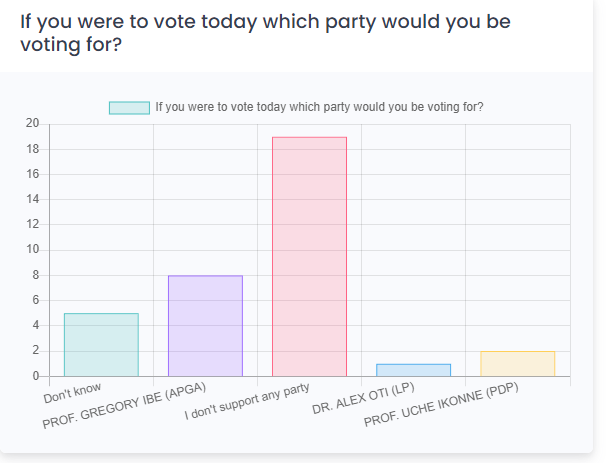 If you were to vote today which party would you be
voting for?
If you were to vote today which party would you be voting for?
20
18
16
14
12
10
8
6
4
2
0
Don't know
PROF. GREGORY IBE (APGA)
I don't support any party
DR. ALEX OTI (LP)
PROF. UCHE IKONNE (PDP)